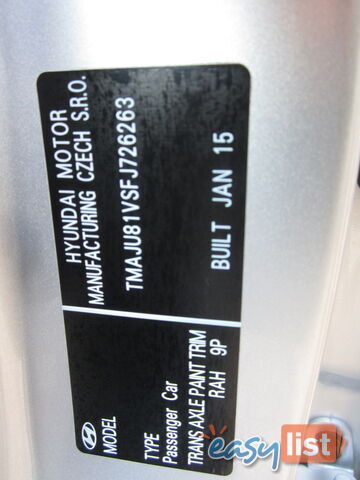 HYUNDAI MOTOR
MANUFACTURING CZECH S.R.O.
TMAJU81VSFJ726263
BUILT JAN 15
MODEL
TYPE
Passenger Car
TRANS AXLE PAINT TRIM
RAH 9P
easylist